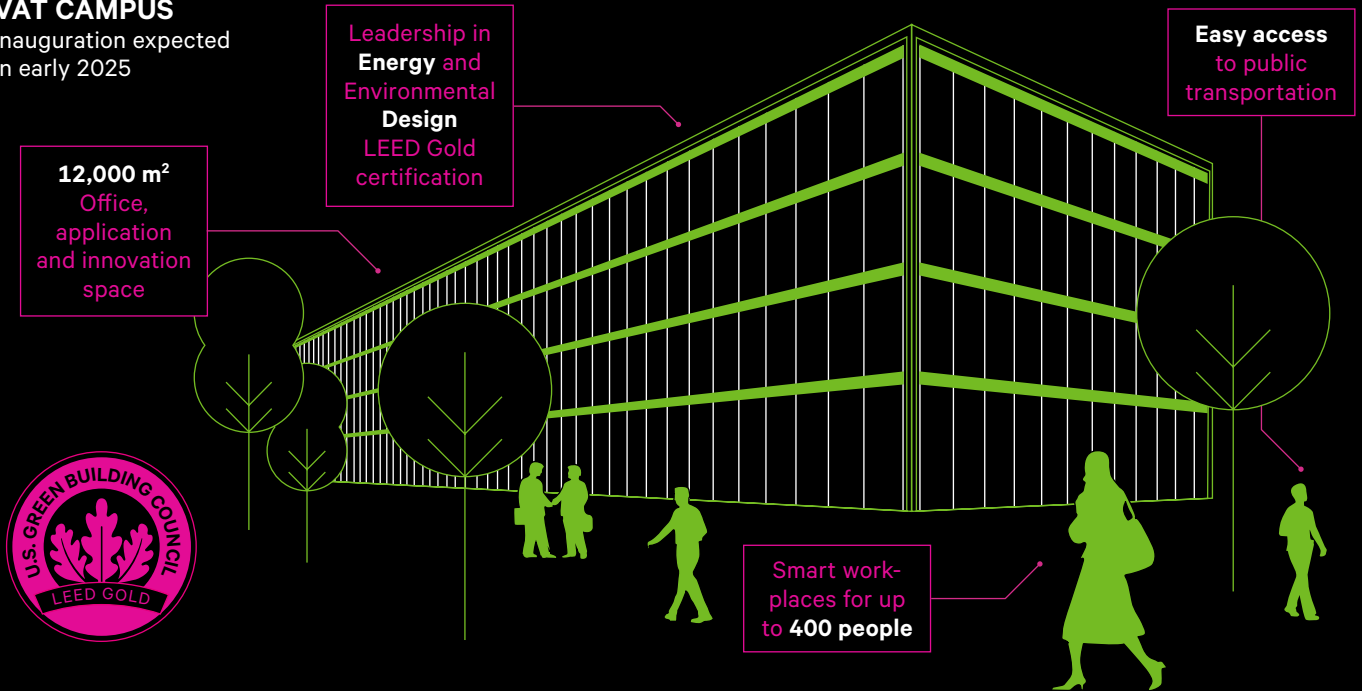 VAT CAMPUS
nauguration expected
n early 2025
Leadership in
Energy and
Environmental
Design
LEED Gold
certification
Easy access
to public
transportation
12,000 m²
Office,
application
and innovation
space
U.S. GREEN BUILDING COUNCIL
LEED GOLD
Smart work-
places for up
to 400 people